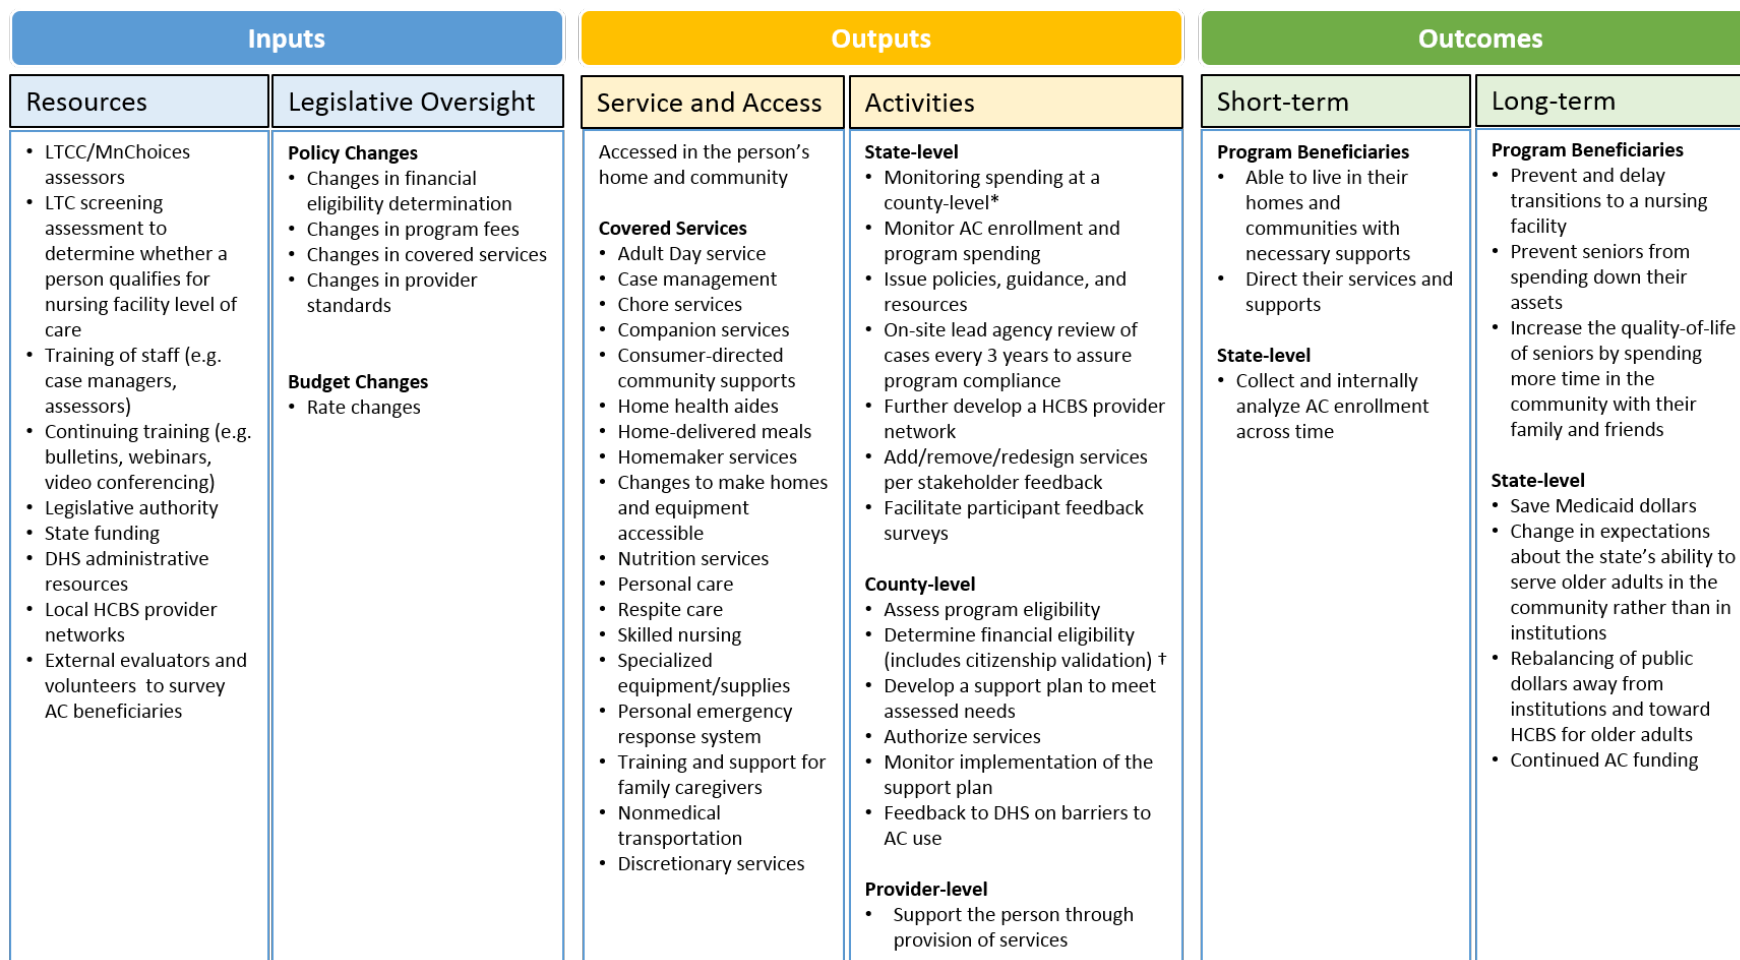 Inputs
Resources
• LTCC/MnChoices
assessors
• LTC screening
assessment to
determine whether a
person qualifies for
nursing facility level of
care
• Training of staff (e.g.
case managers,
assessors)
• Continuing training (e.g.
bulletins, webinars,
video conferencing)
• Legislative authority
• State funding
• DHS administrative
resources
• Local HCBS provider
networks
• External evaluators and
volunteers to survey
AC beneficiaries
Legislative Oversight
Policy Changes
• Changes in financial
eligibility determination
• Changes in program fees
• Changes in covered services
• Changes in provider
standards
Budget Changes
• Rate changes
Outputs
Service and Access
Accessed in the person's
home and community
Covered Services
• Adult Day service
• Case management
• Chore services
• Companion services
• Consumer-directed
community supports
• Home health aides
• Home-delivered meals
• Homemaker services
• Changes to make homes
and equipment
accessible
• Nutrition services
• Personal care
• Respite care
• Skilled nursing
• Specialized
equipment/supplies
• Personal emergency
response system
• Training and support for
family caregivers
• Nonmedical
transportation
• Discretionary services
Activities
State-level
• Monitoring spending at a
county-level*
• Monitor AC enrollment and
program spending
• Issue policies, guidance, and
resources
• On-site lead agency review of
cases every 3 years to assure
program compliance
• Further develop a HCBS provider
network
• Add/remove/redesign services
per stakeholder feedback
• Facilitate participant feedback
surveys
County-level
• Assess program eligibility
• Determine financial eligibility
(includes citizenship validation) †
• Develop a support plan to meet
assessed needs
• Authorize services
• Monitor implementation of the
support plan
• Feedback to DHS on barriers to
AC use
Provider-level
• Support the person through
provision of services
Outcomes
Short-term
Program Beneficiaries
• Able to live in their
homes and
communities with
necessary supports
• Direct their services and
supports
State-level
• Collect and internally
analyze AC enrollment
across time
Long-term
Program Beneficiaries
• Prevent and delay
transitions to a nursing
facility
• Prevent seniors from
spending down their
assets
• Increase the quality-of-life
of seniors by spending
more time in the
community with their
family and friends
State-level
• Save Medicaid dollars
• Change in expectations
about the state's ability to
serve older adults in the
community rather than in
institutions
• Rebalancing of public
dollars away from
institutions and toward
HCBS for older adults
• Continued AC funding